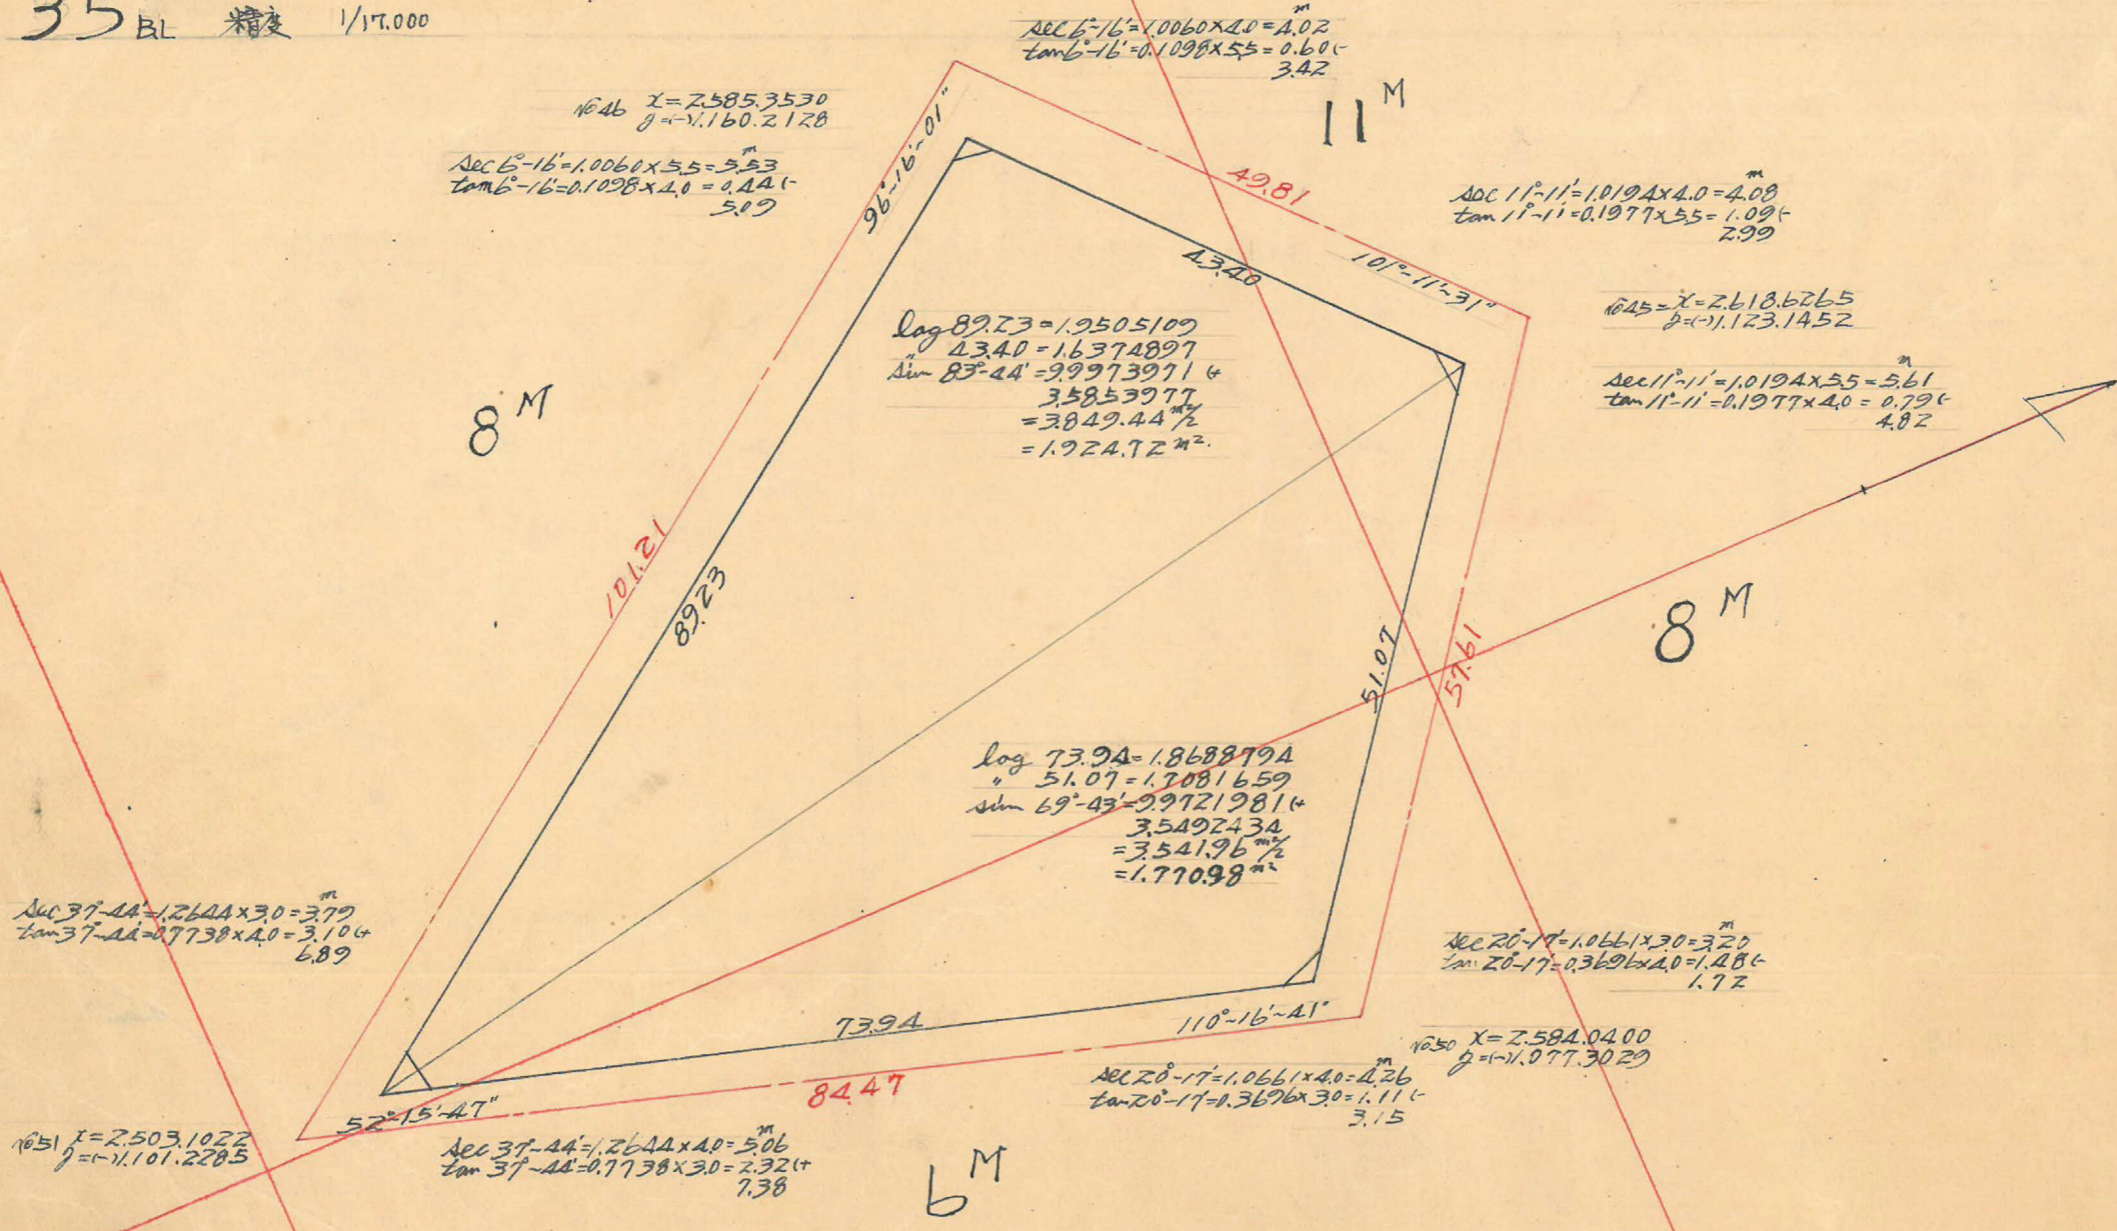 35 BL 精度 1/17.000
sec 6°-16'=1.0060×4.0=4.02 m
tan 6°-16'=0.1098×5.5=0.60(-
3.42
11 M
No46 x=2.585.3530
y=(-)1.160.2128
sec 6°-16'=1.0060×5.5=5.53 m
tan 6°-16'=0.1098×4.0=0.44(-
5.09
96°-16'-01"
49.81
43.40
101°-11'-31"
sec 11°-11'=1.0194×4.0=4.08 m
tan 11°-11'=0.1977×5.5=1.09(-
2.99
No45= x=2.618.6265
y=(-)1.123.1452
sec 11°-11'=1.0194×5.5=5.61 m
tan 11°-11'=0.1977×4.0=0.79(-
4.82
log 89.23=1.9505109
" 43.40=1.6374897
sin 83°-44'=9.9973971(+
3.5853977
=3.849.44 m²/2
=1.924.72 m².
8 M
101.21
89.23
51.07
57.61
8 M
log 73.94=1.8688794
" 51.07=1.7081659
sin 69°-43'=9.9721981(+
3.5492434
=3.541.96 m²/2
=1.770.98 m²
sec 37°-44'=1.2644×3.0=3.79 m
tan 37°-44'=0.7738×4.0=3.10(+
6.89
sec 20°-17'=1.0661×3.0=3.20 m
tan 20°-17'=0.3696×4.0=1.48(-
1.72
73.94
110°-16'-41"
No50 x=2.584.0400
y=(-)1.077.3029
84.47
sec 20°-17'=1.0661×4.0=4.26 m
tan 20°-17'=0.3696×3.0=1.11(-
3.15
52°-15'-47"
No51 x=2.503.1022
y=(-)1.101.2285
sec 37°-44'=1.2644×4.0=5.06 m
tan 37°-44'=0.7738×3.0=2.32(+
7.38
6 M